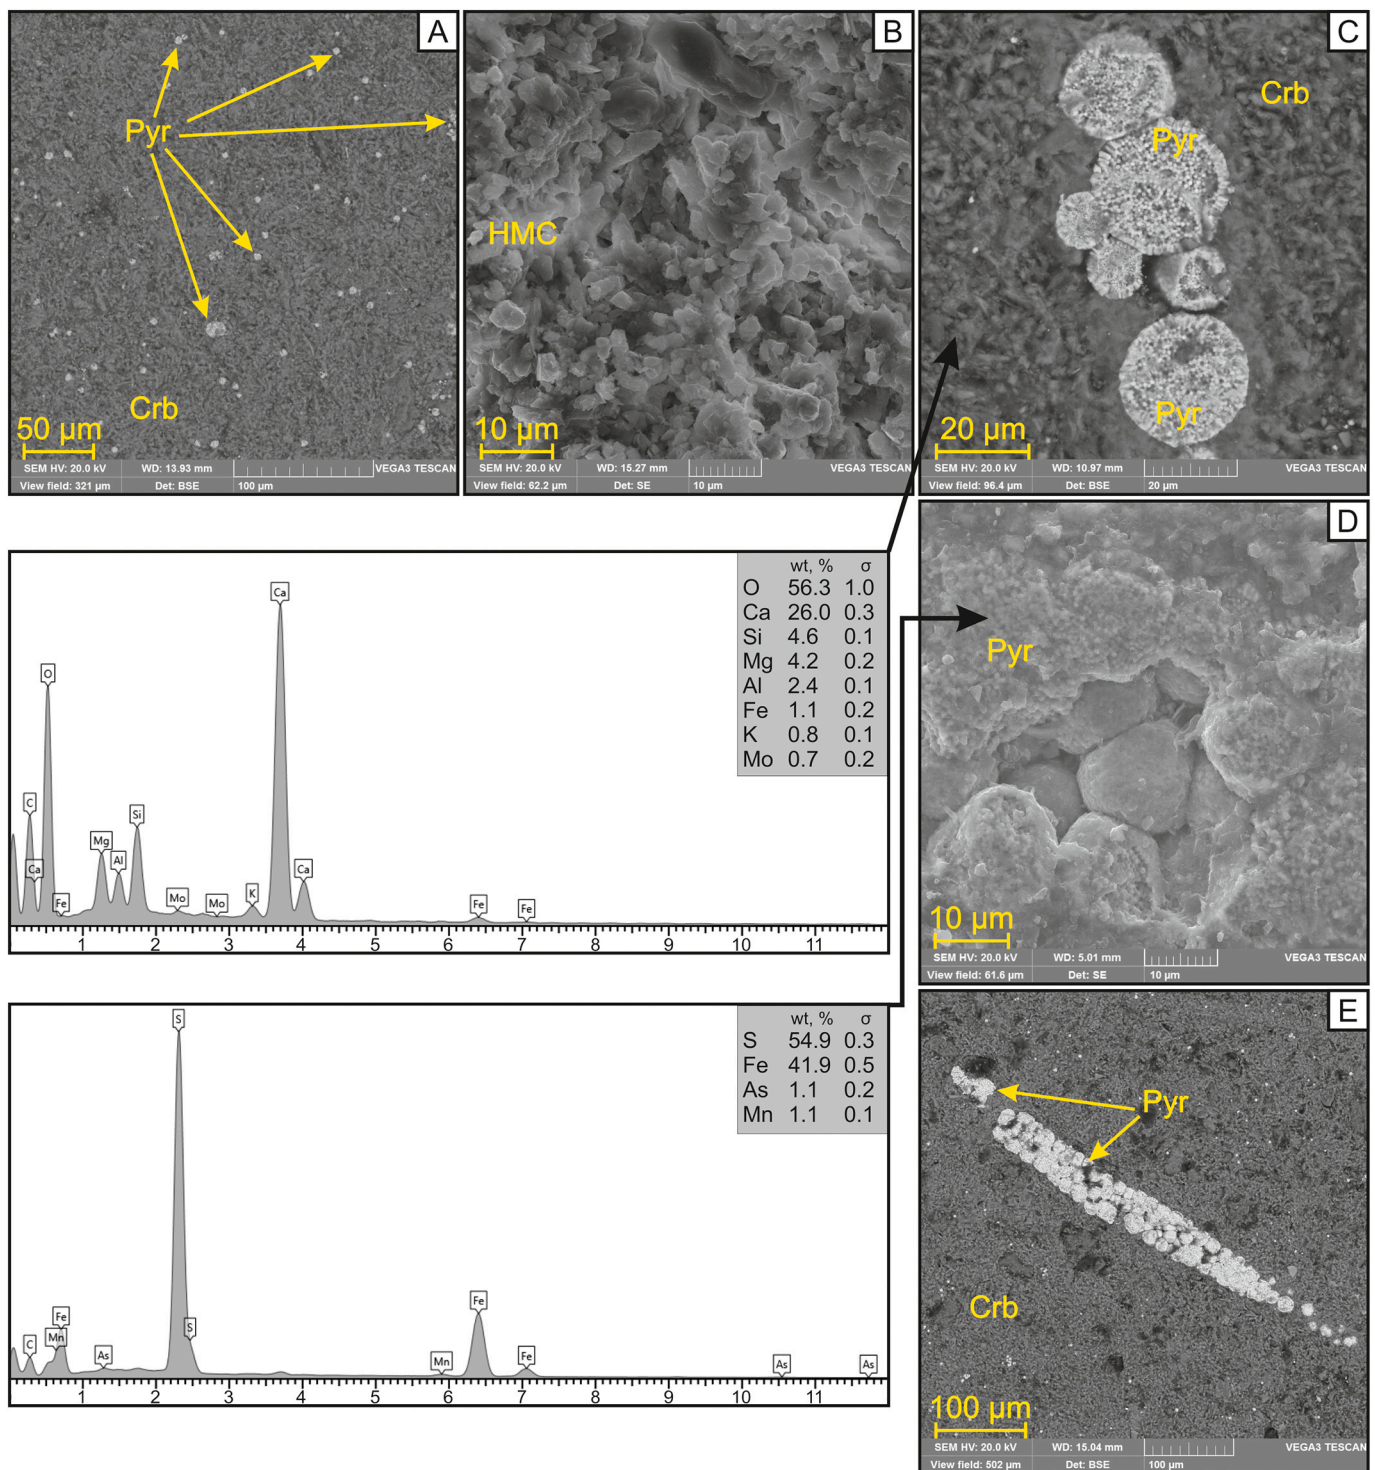 A
Pyr
Crb
50 µm
SEM HV: 20.0 kV WD: 13.93 mm VEGA3 TESCAN
View field: 321 µm Det: BSE 100 µm
B
HMC
10 µm
SEM HV: 20.0 kV WD: 15.27 mm VEGA3 TESCAN
View field: 62.2 µm Det: SE 10 µm
C
Crb
Pyr
Pyr
20 µm
SEM HV: 20.0 kV WD: 10.97 mm VEGA3 TESCAN
View field: 96.4 µm Det: BSE 20 µm
wt, % σ
O 56.3 1.0
Ca 26.0 0.3
Si 4.6 0.1
Mg 4.2 0.2
Al 2.4 0.1
Fe 1.1 0.2
K 0.8 0.1
Mo 0.7 0.2
Ca
O
C
Si
Mg
Al
Ca
Ca
Fe
Mo
Mo
K
Fe
Fe
1 2 3 4 5 6 7 8 9 10 11
D
Pyr
10 µm
SEM HV: 20.0 kV WD: 5.01 mm VEGA3 TESCAN
View field: 61.6 µm Det: SE 10 µm
wt, % σ
S 54.9 0.3
Fe 41.9 0.5
As 1.1 0.2
Mn 1.1 0.1
S
Fe
Fe
S
Mn
C
As
Mn
Fe
As
As
1 2 3 4 5 6 7 8 9 10 11
E
Pyr
Crb
100 µm
SEM HV: 20.0 kV WD: 15.04 mm VEGA3 TESCAN
View field: 502 µm Det: BSE 100 µm